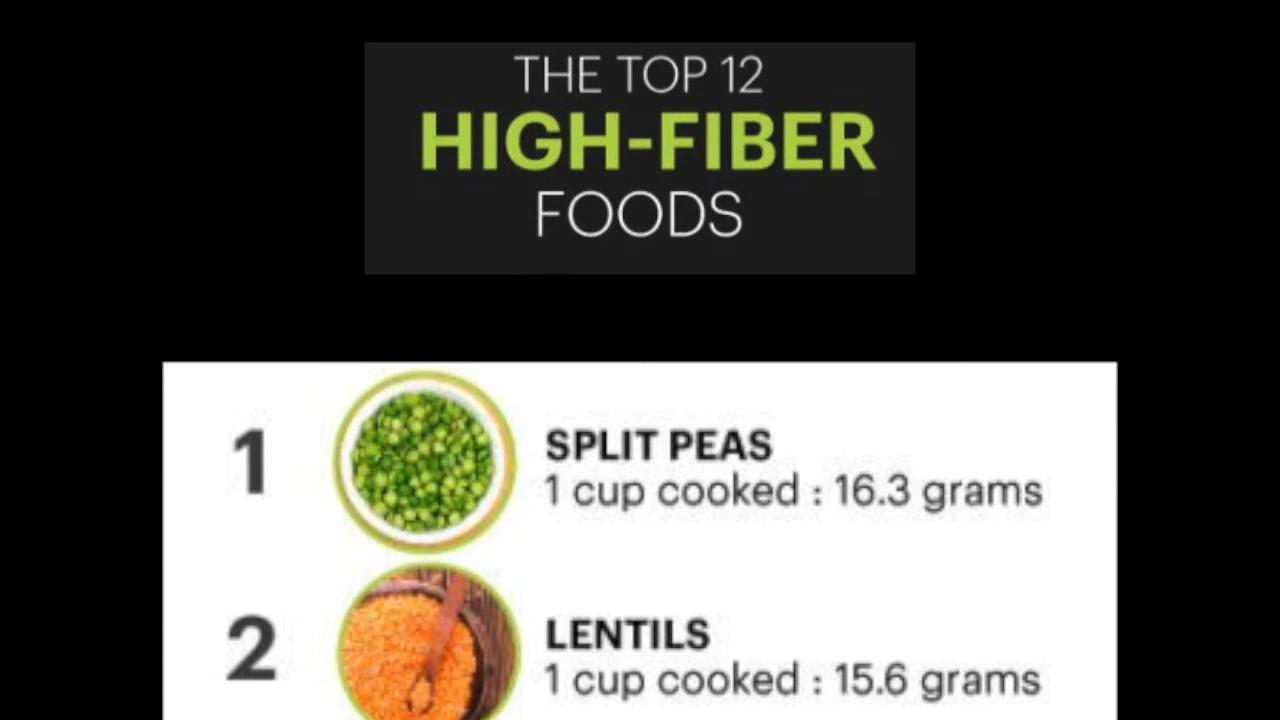 THE TOP 12
HIGH-FIBER
FOODS
1
SPLIT PEAS
1 cup cooked : 16.3 grams
2
LENTILS
1 cup cooked : 15.6 grams